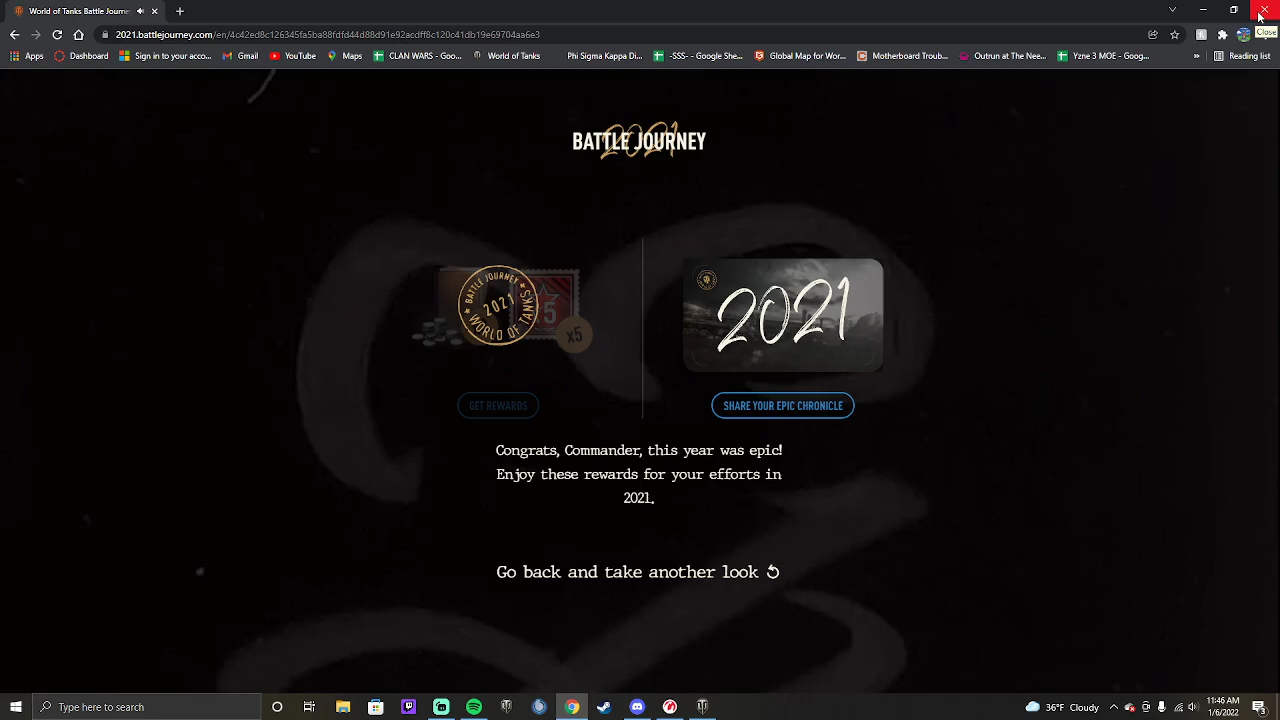 World of Tanks Battle Journey
2021.battlejourney.com/en/4cd42ed8c126345fa5ba88fdfd44d88d91e92acdff8c120c41db19e69704aa6e3
Close
Apps
Dashboard
Sign in to your acco...
Gmail
YouTube
Maps
CLAN WARS - Goo...
World of Tanks
Phi Sigma Kappa Di...
-SSS- - Google She...
Global Map for Wor...
Motherboard Troub...
Outrun at The Nee...
Yzne 3 MOE - Goog...
»
Reading list
BATTLE JOURNEY
2021
BATTLE JOURNEY
2021
WORLD OF TANKS
x5
x5
2021
GET REWARDS
SHARE YOUR EPIC CHRONICLE
Congrats, Commander, this year was epic!
Enjoy these rewards for your efforts in
2021.
Go back and take another look
Type here to search
36°F Cloudy
11:46 AM
1/6/2022